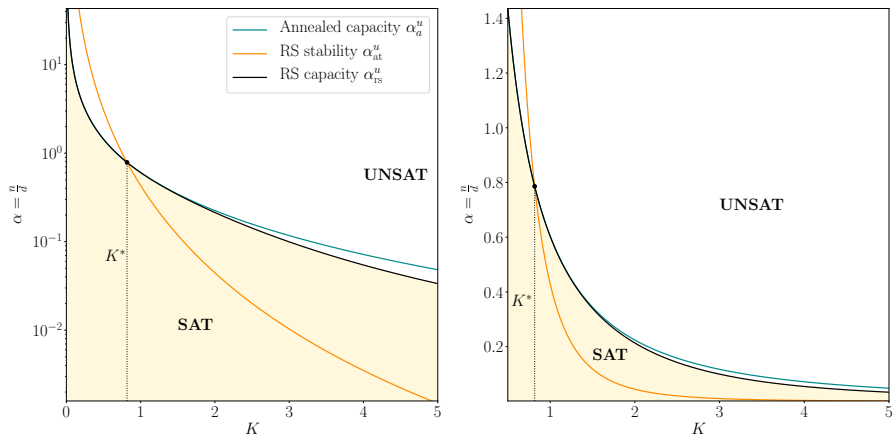 Annealed capacity α_a^u
RS stability α_at^u
RS capacity α_rs^u
UNSAT
SAT
K*
α = n/d
10^1
10^0
10^-1
10^-2
0
1
2
3
4
5
K
UNSAT
SAT
K*
α = n/d
1.4
1.2
1.0
0.8
0.6
0.4
0.2
1
2
3
4
5
K